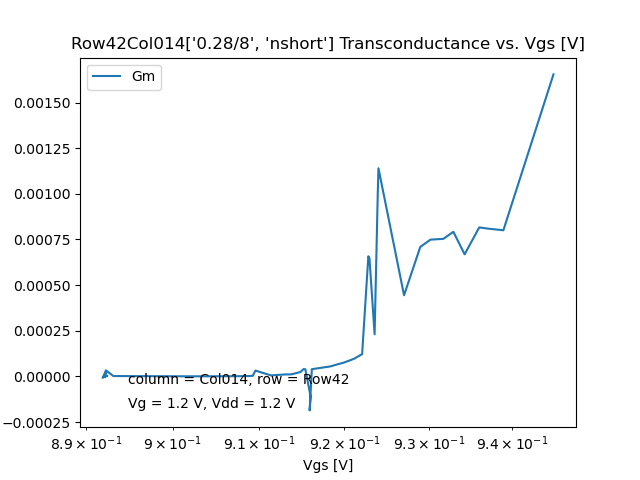 Row42Col014['0.28/8', 'nshort'] Transconductance vs. Vgs [V]
Gm
0.00150
0.00125
0.00100
0.00075
0.00050
0.00025
0.00000
−0.00025
column = Col014, row = Row42
Vg = 1.2 V, Vdd = 1.2 V
8.9 × 10⁻¹ 9 × 10⁻¹ 9.1 × 10⁻¹ 9.2 × 10⁻¹ 9.3 × 10⁻¹ 9.4 × 10⁻¹
Vgs [V]